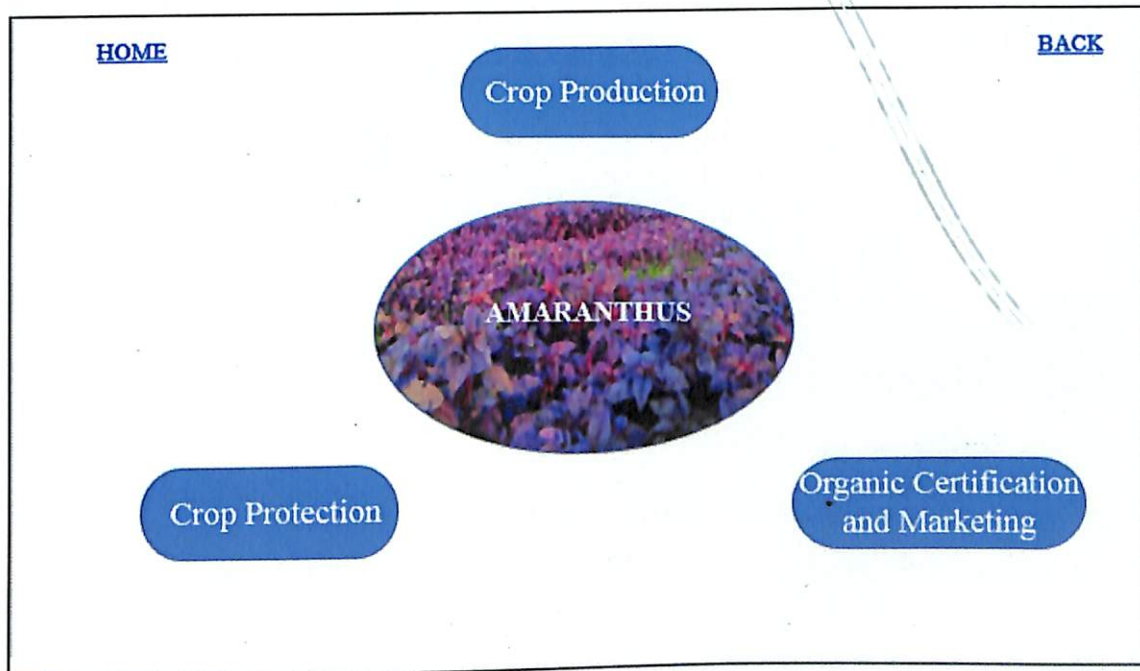 HOME
BACK
Crop Production
AMARANTHUS
Crop Protection
Organic Certification
and Marketing